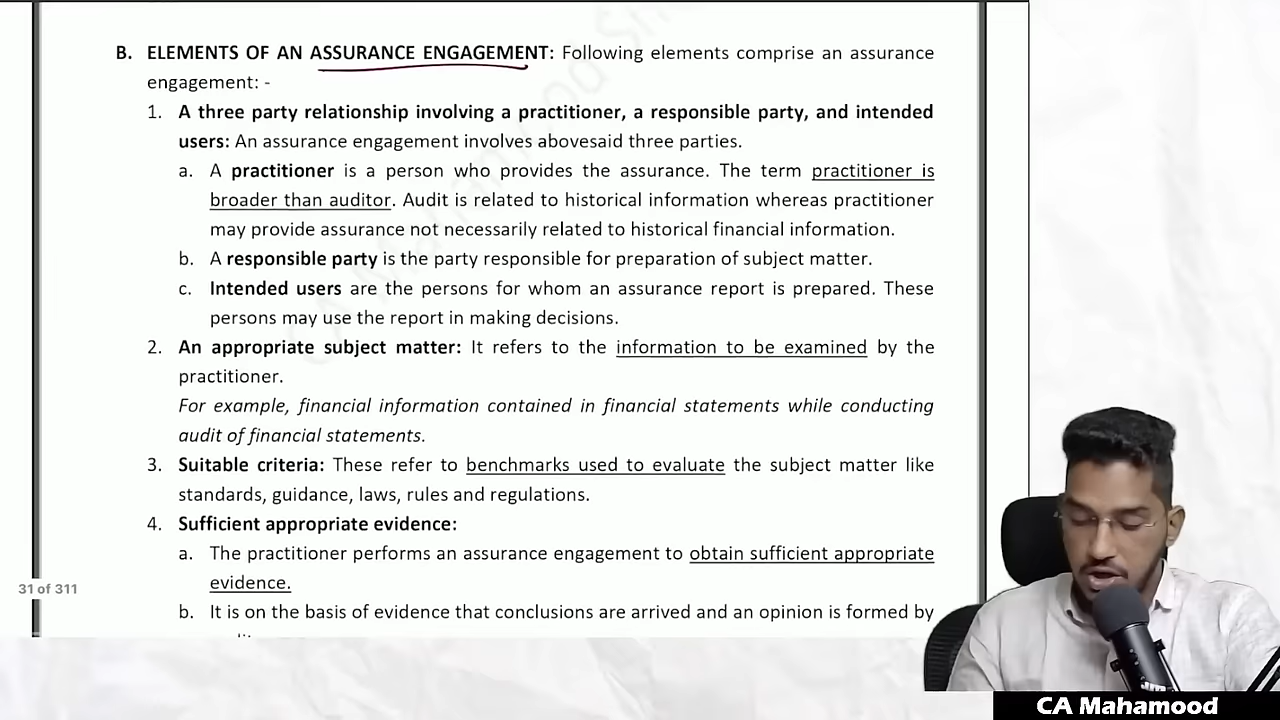 B. ELEMENTS OF AN ASSURANCE ENGAGEMENT: Following elements comprise an assurance
engagement: -
1. A three party relationship involving a practitioner, a responsible party, and intended
users: An assurance engagement involves abovesaid three parties.
a. A practitioner is a person who provides the assurance. The term practitioner is
broader than auditor. Audit is related to historical information whereas practitioner
may provide assurance not necessarily related to historical financial information.
b. A responsible party is the party responsible for preparation of subject matter.
c. Intended users are the persons for whom an assurance report is prepared. These
persons may use the report in making decisions.
2. An appropriate subject matter: It refers to the information to be examined by the
practitioner.
For example, financial information contained in financial statements while conducting
audit of financial statements.
3. Suitable criteria: These refer to benchmarks used to evaluate the subject matter like
standards, guidance, laws, rules and regulations.
4. Sufficient appropriate evidence:
a. The practitioner performs an assurance engagement to obtain sufficient appropriate
evidence.
31 of 311
b. It is on the basis of evidence that conclusions are arrived and an opinion is formed by
CA Mahamood